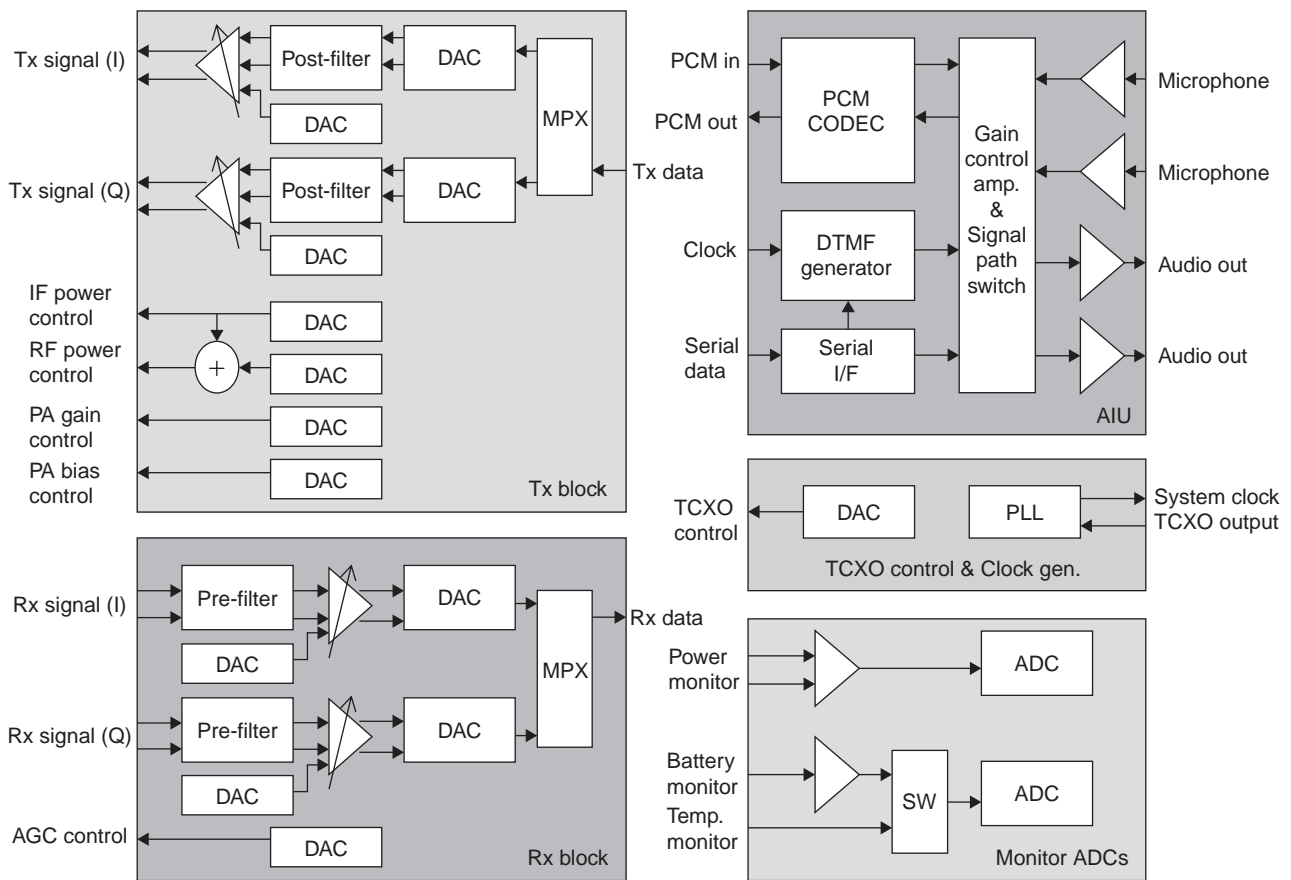 Tx signal (I)
Post-filter
DAC
DAC
MPX
Tx data
Tx signal (Q)
Post-filter
DAC
DAC
IF power
control
DAC
RF power
control
+
DAC
PA gain
control
DAC
PA bias
control
DAC
Tx block
Rx signal (I)
Pre-filter
DAC
DAC
MPX
Rx data
Rx signal (Q)
Pre-filter
DAC
DAC
AGC control
DAC
Rx block
PCM in
PCM out
PCM
CODEC
Gain
control
amp.
&
Signal
path
switch
Microphone
Microphone
Clock
DTMF
generator
Audio out
Serial
data
Serial
I/F
Audio out
AIU
TCXO
control
DAC
PLL
System clock
TCXO output
TCXO control & Clock gen.
Power
monitor
ADC
Battery
monitor
Temp.
monitor
SW
ADC
Monitor ADCs